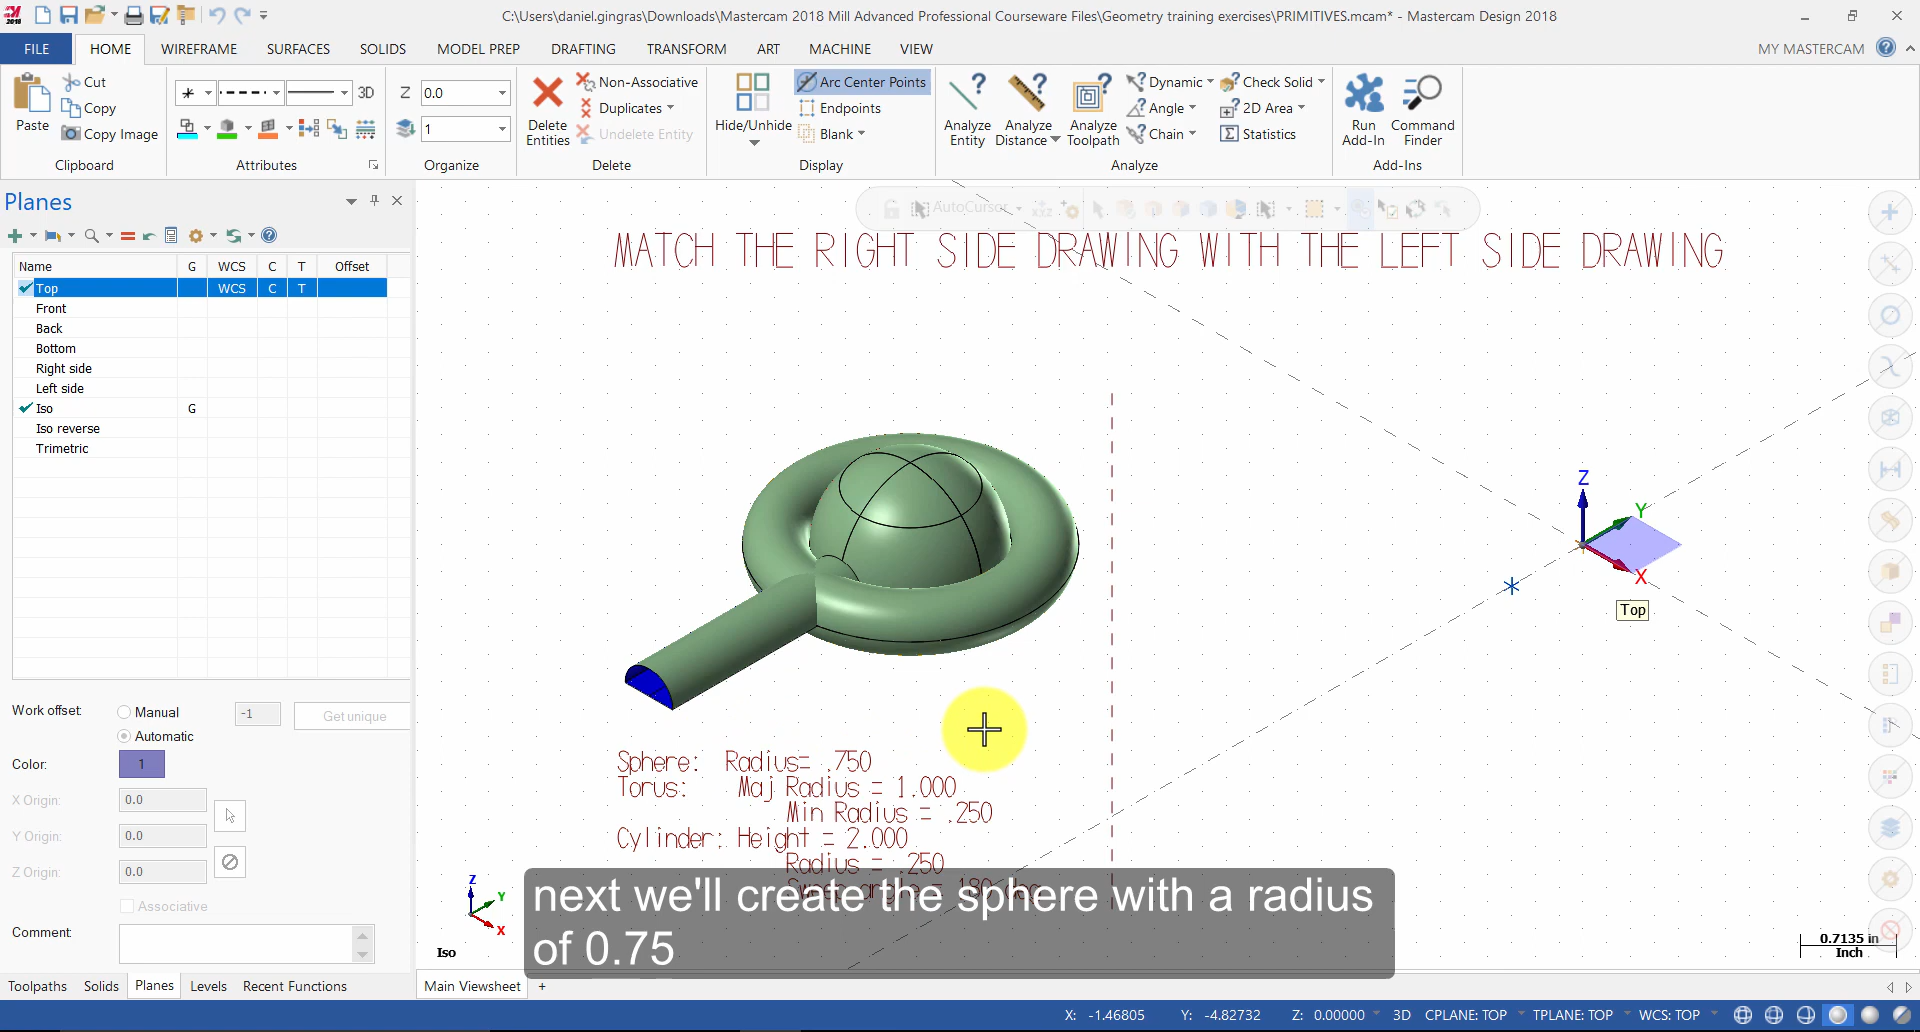 C:\Users\daniel.gingras\Downloads\Mastercam 2018 Mill Advanced Professional Courseware Files\Geometry training exercises\PRIMITIVES.mcam* - Mastercam Design 2018
FILE HOME WIREFRAME SURFACES SOLIDS MODEL PREP DRAFTING TRANSFORM ART MACHINE VIEW MY MASTERCAM
Paste
Cut
Copy
Copy Image
Clipboard
3D
Attributes
Z 0.0
1
Organize
Delete Entities
Non-Associative
Duplicates
Undelete Entity
Delete
Hide/Unhide
Arc Center Points
Endpoints
Blank
Display
Analyze Entity
Analyze Distance
Analyze Toolpath
Dynamic
Angle
Chain
Check Solid
2D Area
Statistics
Analyze
Run Add-In
Command Finder
Add-Ins
Planes
Name G WCS C T Offset
Top WCS C T
Front
Back
Bottom
Right side
Left side
Iso G
Iso reverse
Trimetric
Work offset: Manual -1 Get unique
Automatic
Color: 1
X Origin: 0.0
Y Origin: 0.0
Z Origin: 0.0
Associative
Comment:
Toolpaths Solids Planes Levels Recent Functions
AutoCursor
MATCH THE RIGHT SIDE DRAWING WITH THE LEFT SIDE DRAWING
Z
Y
X
Top
Sphere: Radius= .750
Torus: Maj Radius = 1.000
Min Radius = .250
Cylinder: Height = 2.000
Radius = .250
Sweep angle = 180 deg
next we'll create the sphere with a radius
of 0.75
Z
Y
X
Iso
0.7135 in
Inch
Main Viewsheet +
X: -1.46805 Y: -4.82732 Z: 0.00000 3D CPLANE: TOP TPLANE: TOP WCS: TOP